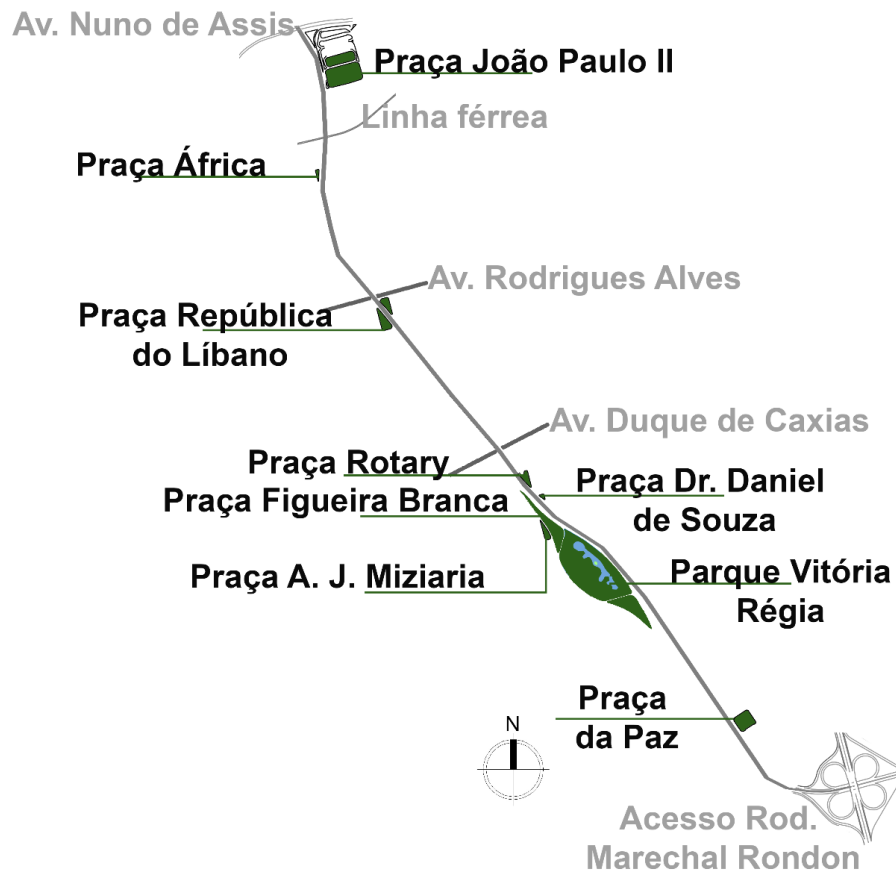 Av. Nuno de Assis
Praça João Paulo II
Linha férrea
Praça África
Av. Rodrigues Alves
Praça República
do Líbano
Av. Duque de Caxias
Praça Rotary
Praça Dr. Daniel
de Souza
Praça Figueira Branca
Praça A. J. Miziaria
Parque Vitória
Régia
Praça
da Paz
N
Acesso Rod.
Marechal Rondon